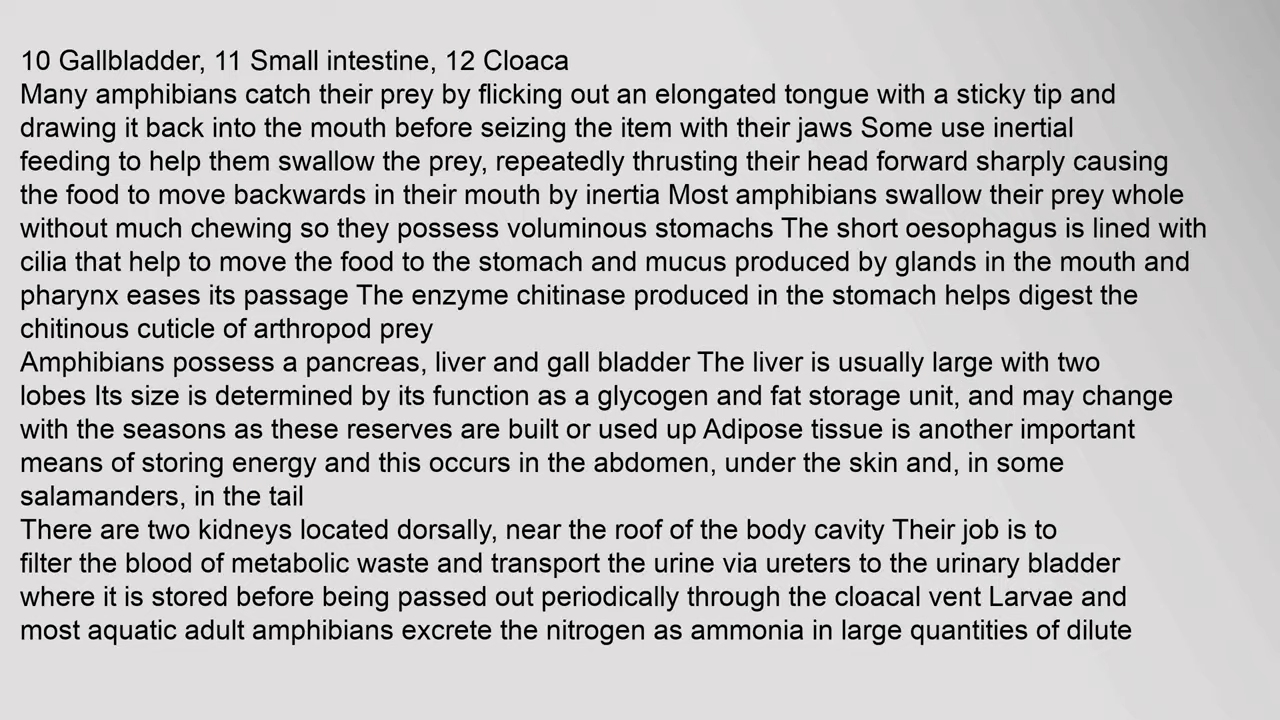 10 Gallbladder, 11 Small intestine, 12 Cloaca
Many amphibians catch their prey by flicking out an elongated tongue with a sticky tip and
drawing it back into the mouth before seizing the item with their jaws Some use inertial
feeding to help them swallow the prey, repeatedly thrusting their head forward sharply causing
the food to move backwards in their mouth by inertia Most amphibians swallow their prey whole
without much chewing so they possess voluminous stomachs The short oesophagus is lined with
cilia that help to move the food to the stomach and mucus produced by glands in the mouth and
pharynx eases its passage The enzyme chitinase produced in the stomach helps digest the
chitinous cuticle of arthropod prey
Amphibians possess a pancreas, liver and gall bladder The liver is usually large with two
lobes Its size is determined by its function as a glycogen and fat storage unit, and may change
with the seasons as these reserves are built or used up Adipose tissue is another important
means of storing energy and this occurs in the abdomen, under the skin and, in some
salamanders, in the tail
There are two kidneys located dorsally, near the roof of the body cavity Their job is to
filter the blood of metabolic waste and transport the urine via ureters to the urinary bladder
where it is stored before being passed out periodically through the cloacal vent Larvae and
most aquatic adult amphibians excrete the nitrogen as ammonia in large quantities of dilute